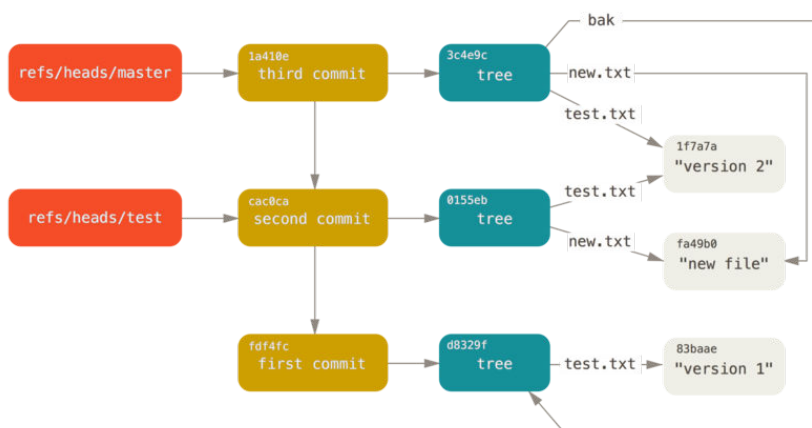 bak
1a410e
3c4e9c
refs/heads/master
third commit
tree
new.txt
test.txt
1f7a7a
"version 2"
cac0ca
0155eb
test.txt
refs/heads/test
second commit
tree
new.txt
fa49b0
"new file"
fdf4fc
d8329f
83baae
first commit
tree
test.txt
"version 1"